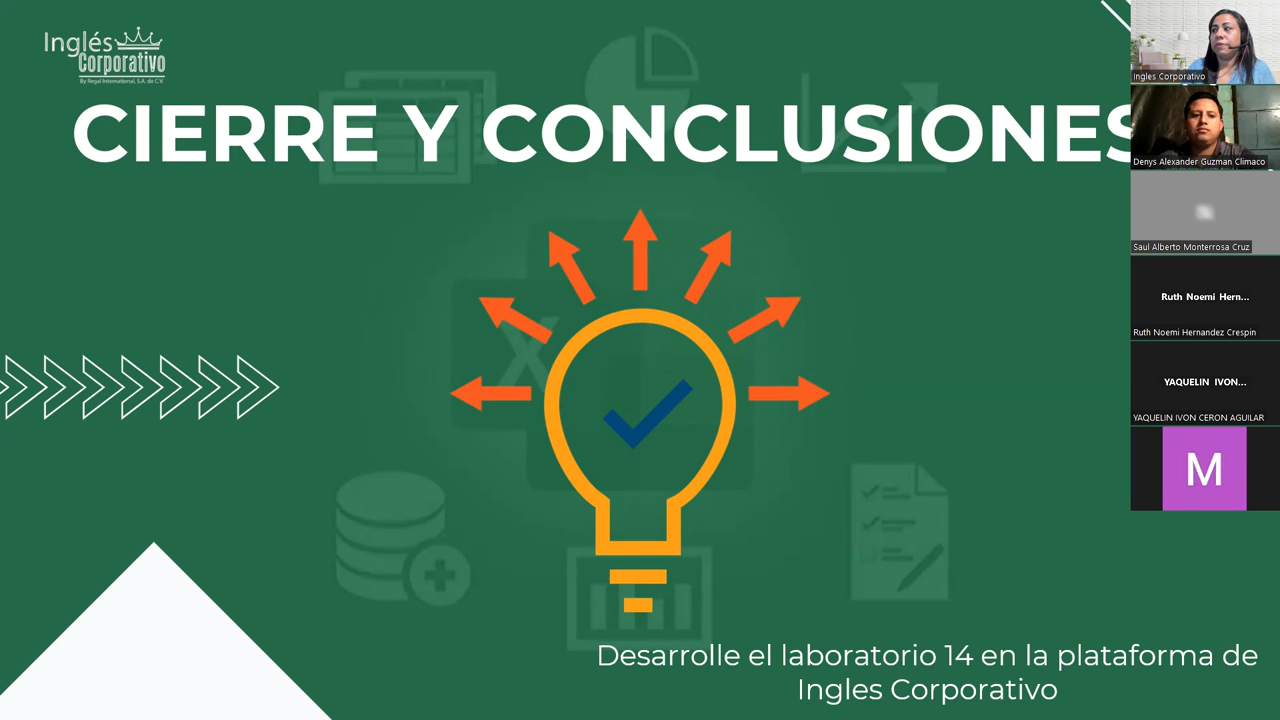 Inglés
Corporativo
By Regal International, S.A. de C.V.
CIERRE Y CONCLUSIONES
Ingles Corporativo
Denys Alexander Guzman Climaco
Saul Alberto Monterrosa Cruz
Ruth Noemi Hern...
Ruth Noemi Hernandez Crespin
YAQUELIN IVON...
YAQUELIN IVON CERON AGUILAR
M
X
Desarrolle el laboratorio 14 en la plataforma de
Ingles Corporativo